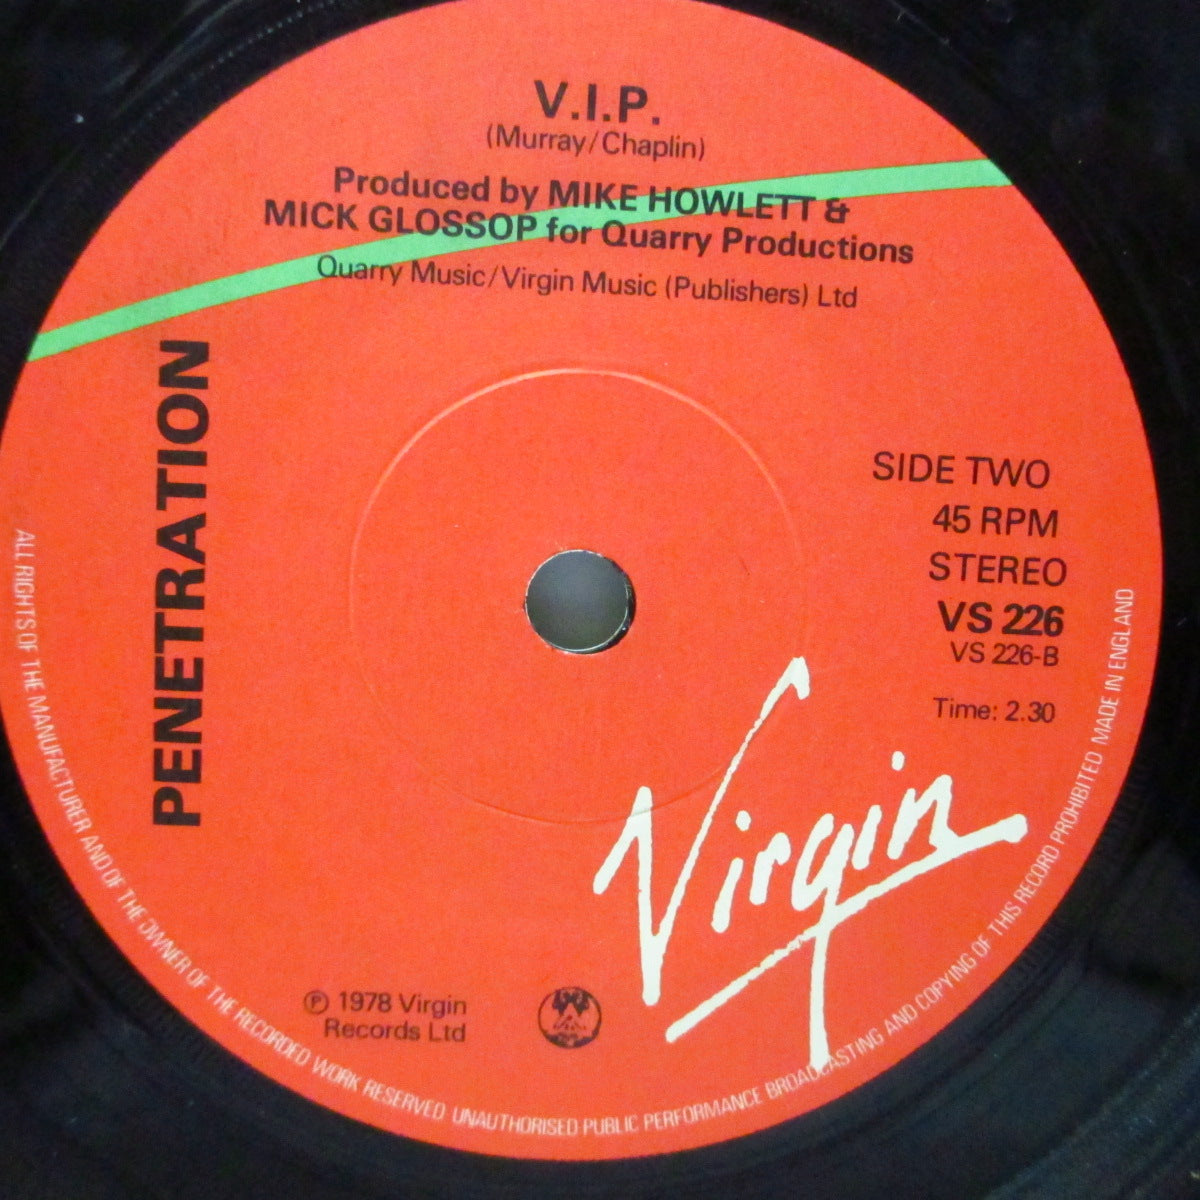 V.I.P.
(Murray/Chaplin)
Produced by MIKE HOWLETT &
MICK GLOSSOP for Quarry Productions
Quarry Music/Virgin Music (Publishers) Ltd
PENETRATION
SIDE TWO
45 RPM
STEREO
VS 226
VS 226-B
Time: 2.30
Virgin
℗ 1978 Virgin
Records Ltd
ALL RIGHTS OF THE MANUFACTURER AND OF THE OWNER OF THE RECORDED WORK RESERVED UNAUTHORISED PUBLIC PERFORMANCE BROADCASTING AND COPYING OF THIS RECORD PROHIBITED MADE IN ENGLAND